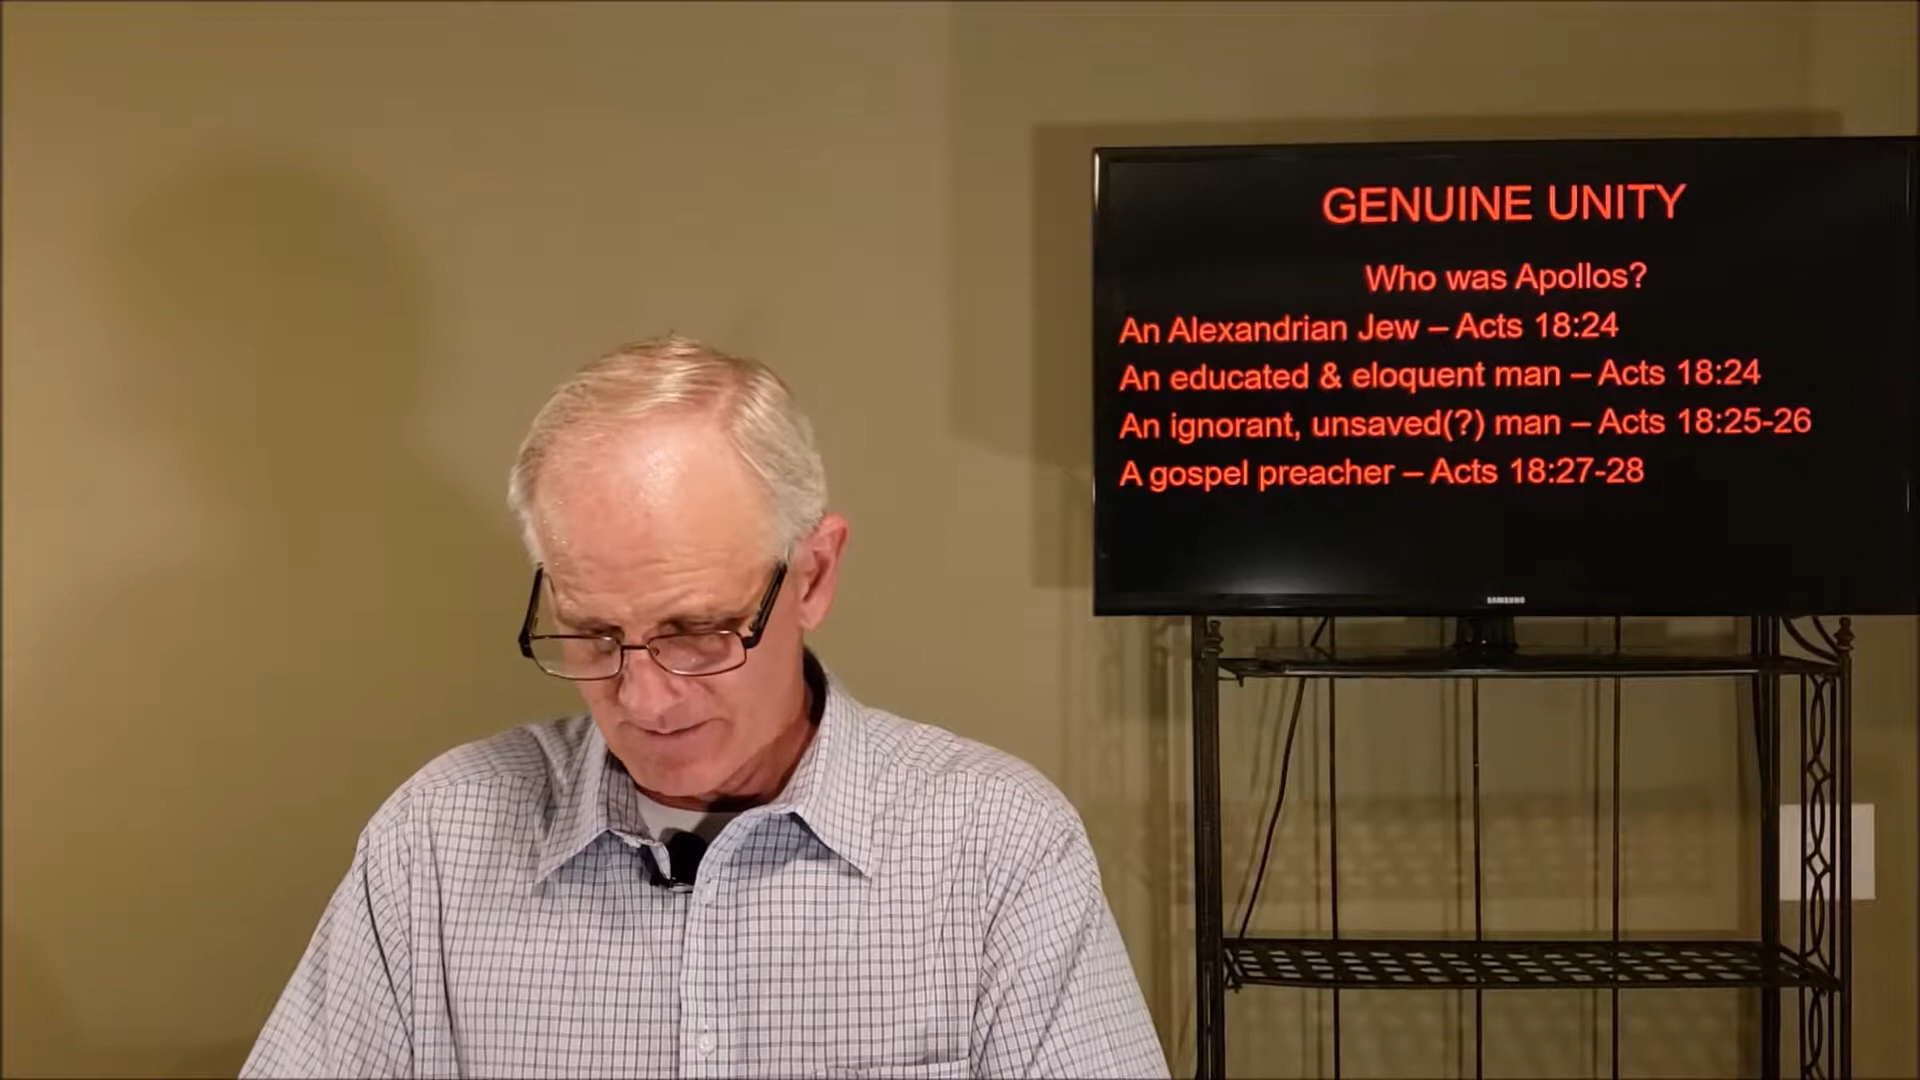 GENUINE UNITY
Who was Apollos?
An Alexandrian Jew – Acts 18:24
An educated & eloquent man – Acts 18:24
An ignorant, unsaved(?) man – Acts 18:25-26
A gospel preacher – Acts 18:27-28
SAMSUNG